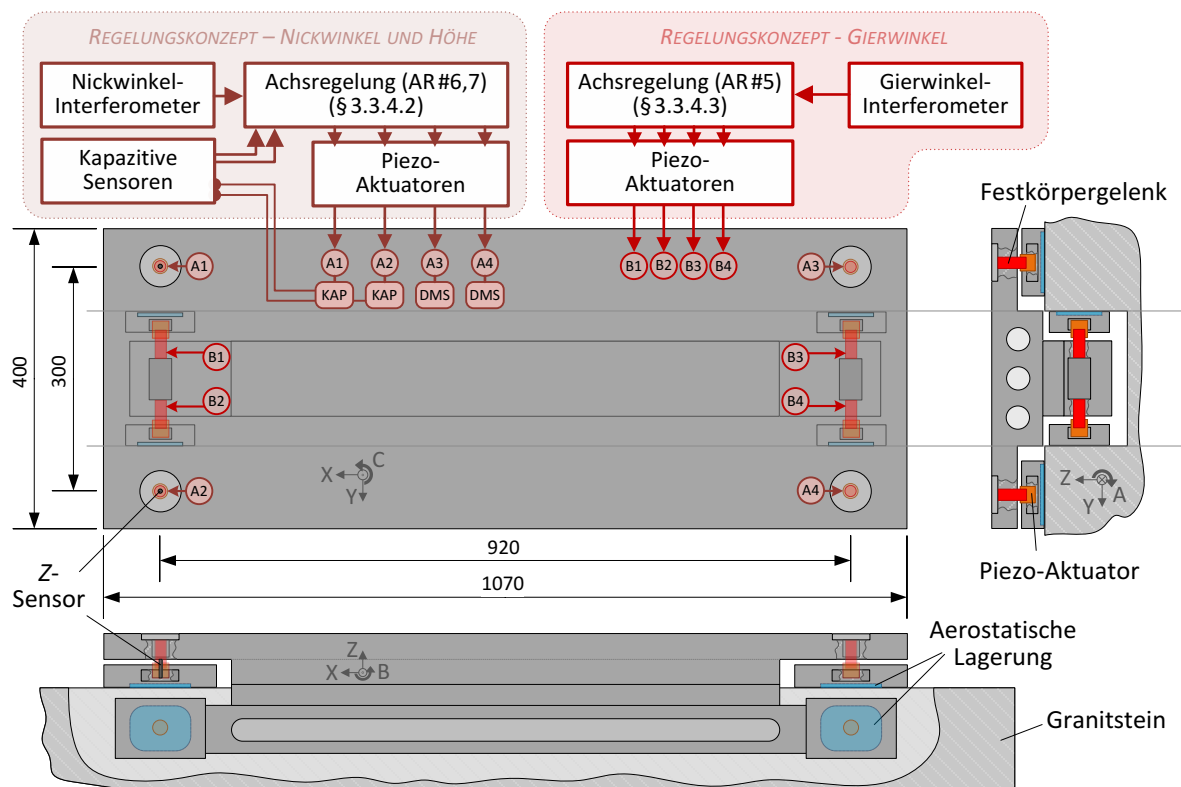 REGELUNGSKONZEPT – NICKWINKEL UND HÖHE
REGELUNGSKONZEPT - GIERWINKEL
Nickwinkel-
Interferometer
Achsregelung (AR #6,7)
(§ 3.3.4.2)
Achsregelung (AR #5)
(§ 3.3.4.3)
Gierwinkel-
Interferometer
Kapazitive
Sensoren
Piezo-
Aktuatoren
Piezo-
Aktuatoren
Festkörpergelenk
A1
A1
A2
A3
A4
B1
B2
B3
B4
A3
KAP
KAP
DMS
DMS
400
300
B1
B3
B2
B4
X
C
Y
A2
A4
Z
Y
A
920
1070
Z-
Sensor
Piezo-Aktuator
Z
X
B
Aerostatische
Lagerung
Granitstein